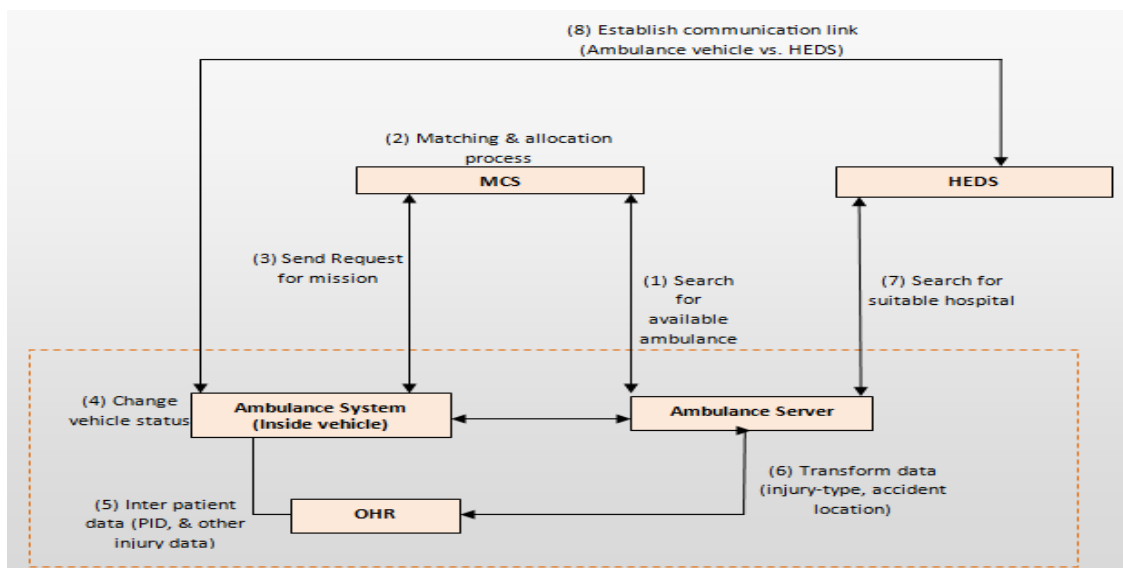 (8) Establish communication link
(Ambulance vehicle vs. HEDS)
(2) Matching & allocation
process
MCS
HEDS
(3) Send Request
for mission
(1) Search
for
available
ambulance
(7) Search for
suitable hospital
(4) Change
vehicle status
Ambulance System
(Inside vehicle)
Ambulance Server
(5) Inter patient
data (PID, & other
injury data)
OHR
(6) Transform data
(injury-type, accident
location)